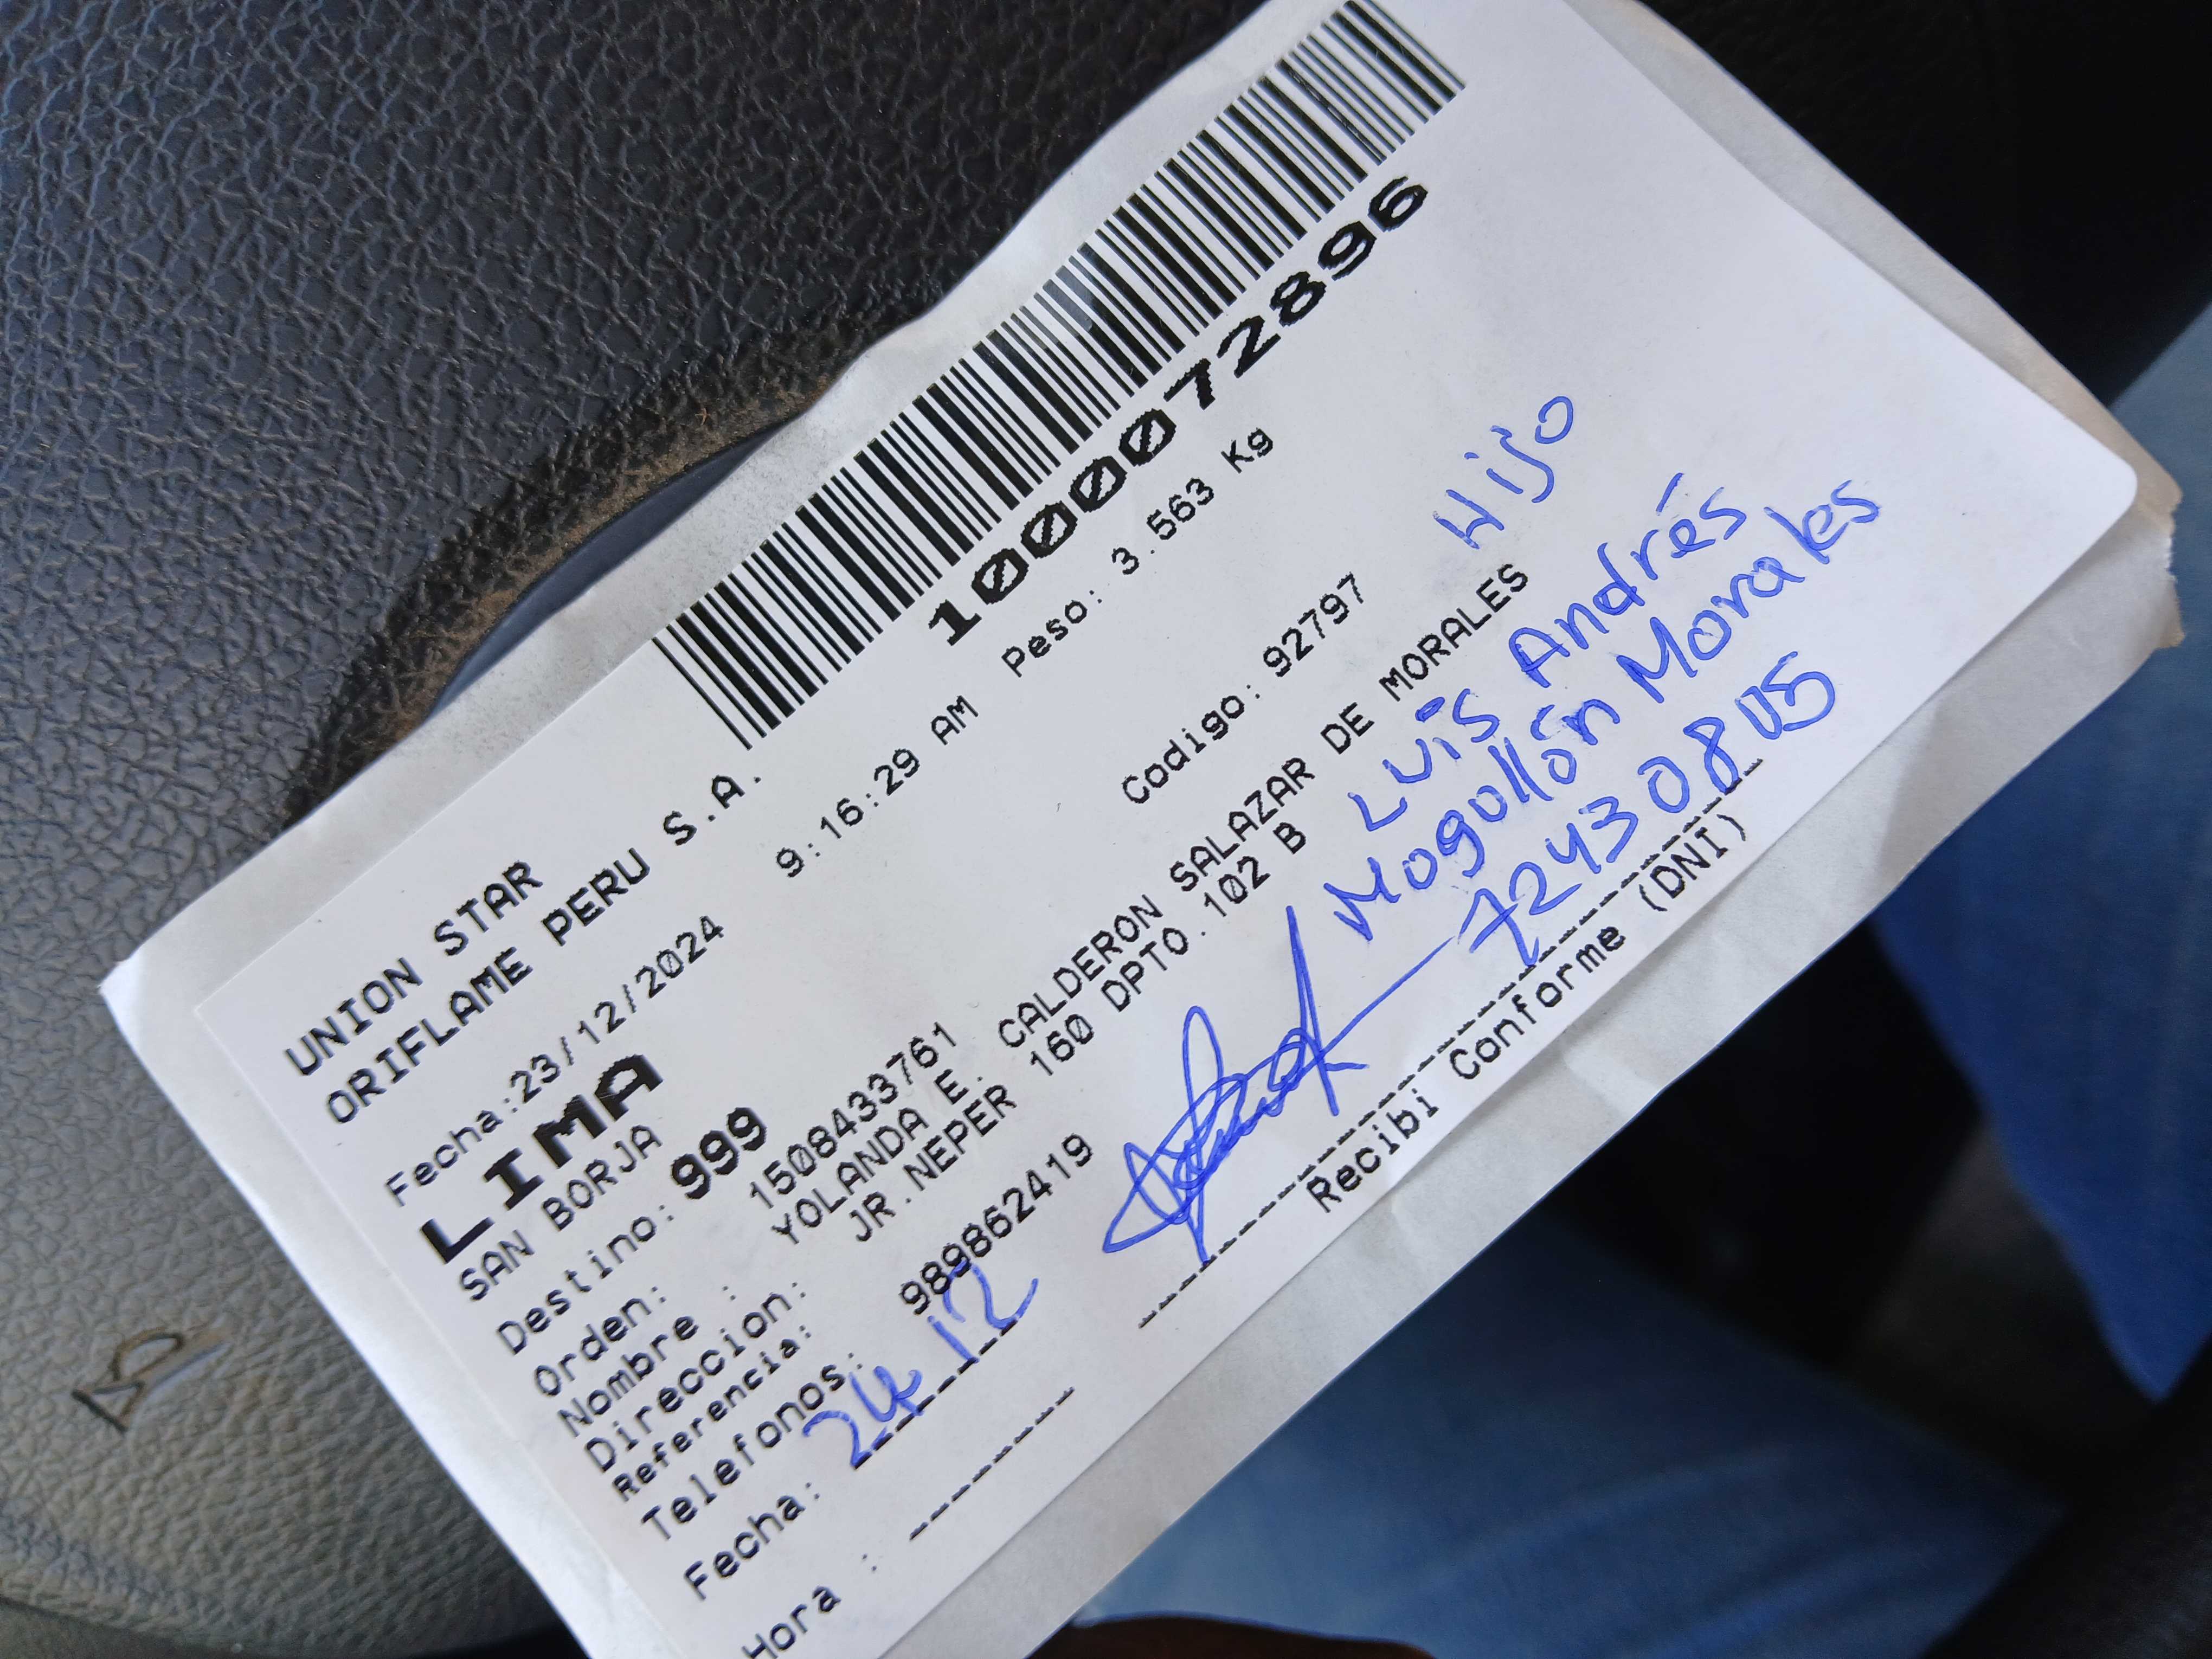 10000072896
UNION STAR
ORIFLAME PERU S.A.
Fecha:23/12/2024 9:16:29 AM Peso: 3.563 Kg
LIMA
SAN BORJA
Destino: 999 Codigo: 92797
Orden: 1508433761
Nombre : YOLANDA E. CALDERON SALAZAR DE MORALES
Direccion: JR.NEPER 160 DPTO.102 B
Referencia:
Telefonos: 989862419
Hijo
Luis Andrés
Mogollón Morales
Fecha: 24 12
Hora :
Recibi Conforme (DNI)